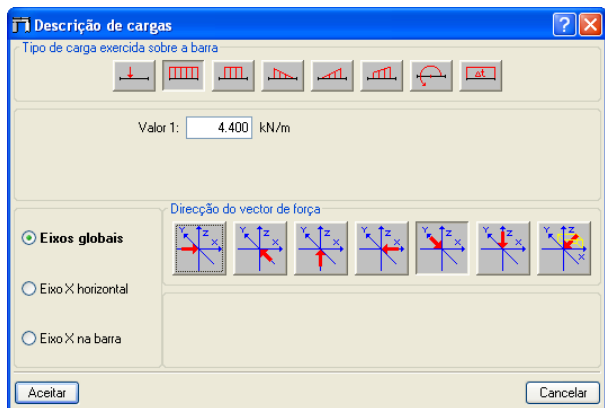 Descrição de cargas
Tipo de carga exercida sobre a barra
Δt
Valor 1: 4.400 kN/m
Direcção do vector de força
Eixos globais
Y Z X Y Z X Y Z X Y Z X Y Z X Y Z X Y Z X
Eixo X horizontal
Eixo X na barra
Aceitar Cancelar